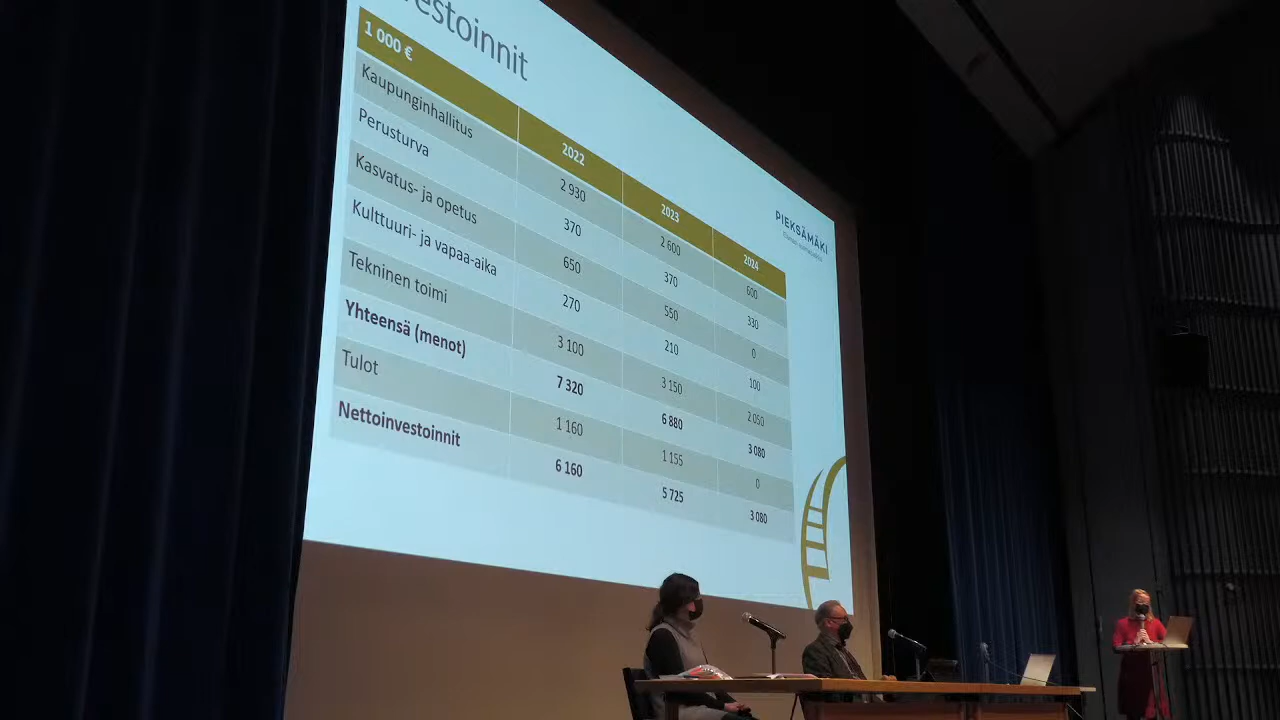 estoinnit
1 000 € 2022 2023 2024
Kaupunginhallitus 2 930 2 600 600
Perusturva 370 370 330
Kasvatus- ja opetus 650 550 0
Kulttuuri- ja vapaa-aika 270 210 100
Tekninen toimi 3 100 3 150 2 050
Yhteensä (menot) 7 320 6 880 3 080
Tulot 1 160 1 155 0
Nettoinvestoinnit 6 160 5 725 3 080
PIEKSÄMÄKI